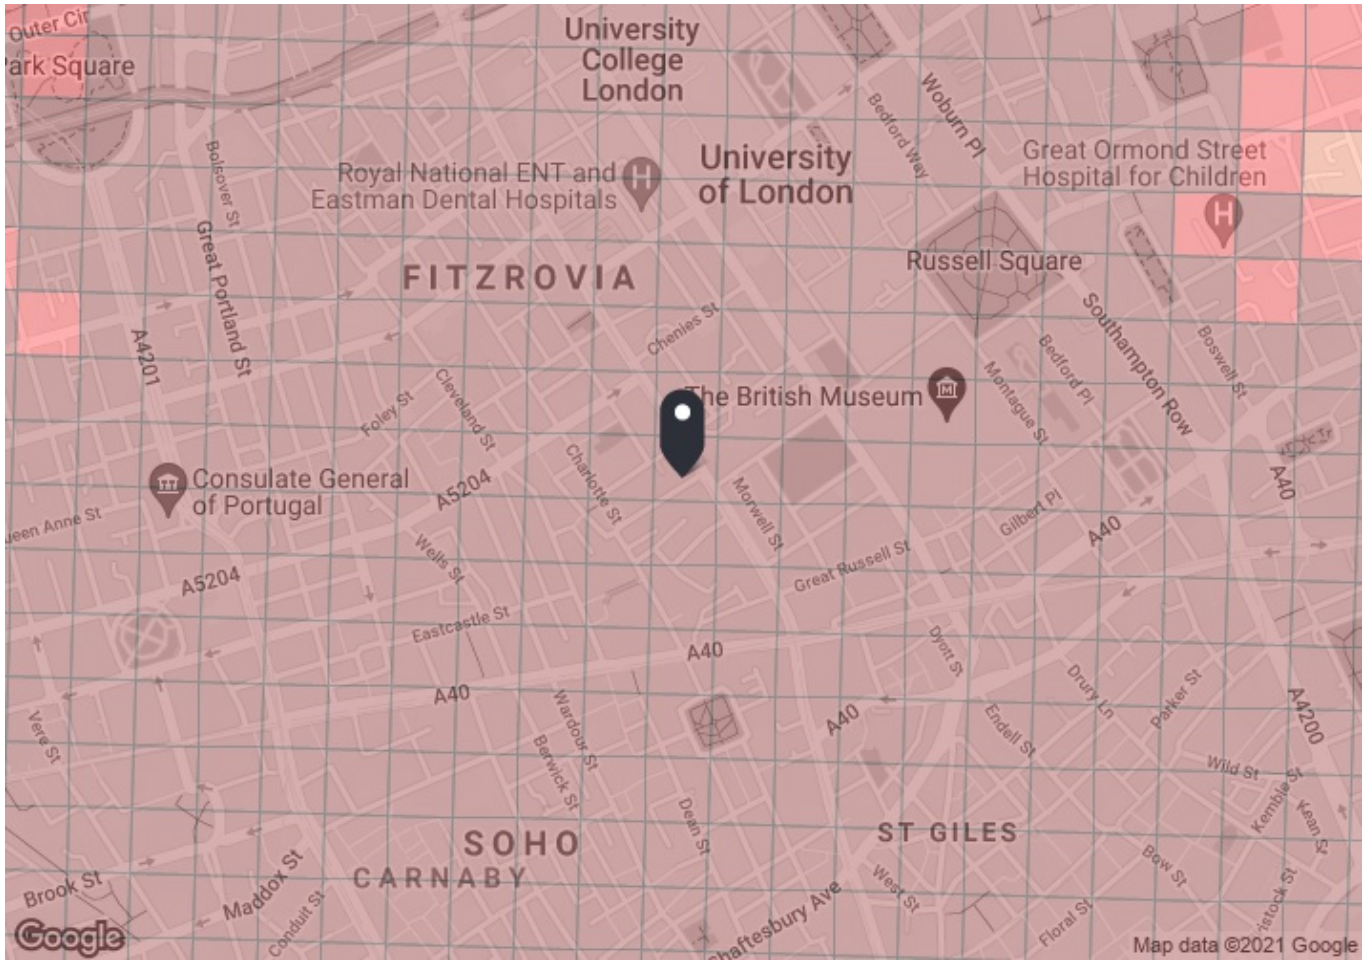 Outer Cir
Park Square
University
College
London
Woburn Pl
Bedford Way
Bolsover St
Royal National ENT and
Eastman Dental Hospitals
H
University
of London
Great Ormond Street
Hospital for Children
H
Great Portland St
FITZROVIA
Russell Square
A4201
Chenies St
Southampton Row
Boswell St
Bedford Pl
Montague St
Cleveland St
Foley St
The British Museum
M
Charlotte St
Consulate General
of Portugal
A5204
Morwell St
Gilbert Pl
A40
A40
ueen Anne St
Wells St
A5204
Great Russell St
Eastcastle St
A40
A40
Dyott St
Drury Ln
Parker St
A4200
Vere St
Wardour St
Berwick St
A40
Endell St
Wild St
Kemble St
Kean St
Dean St
SOHO
CARNABY
ST GILES
Brook St
Maddox St
Conduit St
Shaftesbury Ave
West St
Bow St
Floral St
istock St
Google
Map data ©2021 Google